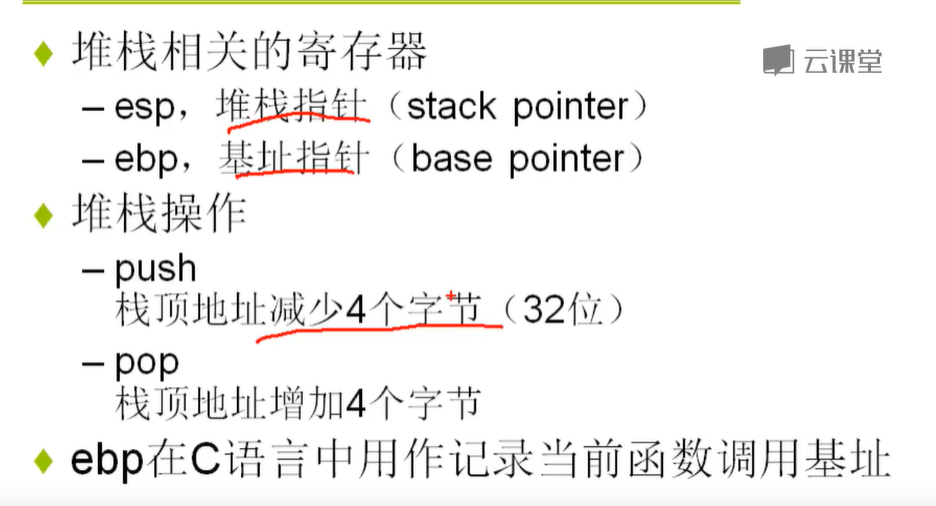 ♦ 堆栈相关的寄存器
云课堂
– esp，堆栈指针（stack pointer）
– ebp，基址指针（base pointer）
♦ 堆栈操作
– push
栈顶地址减少4个字节（32位）
– pop
栈顶地址增加4个字节
♦ ebp在C语言中用作记录当前函数调用基址